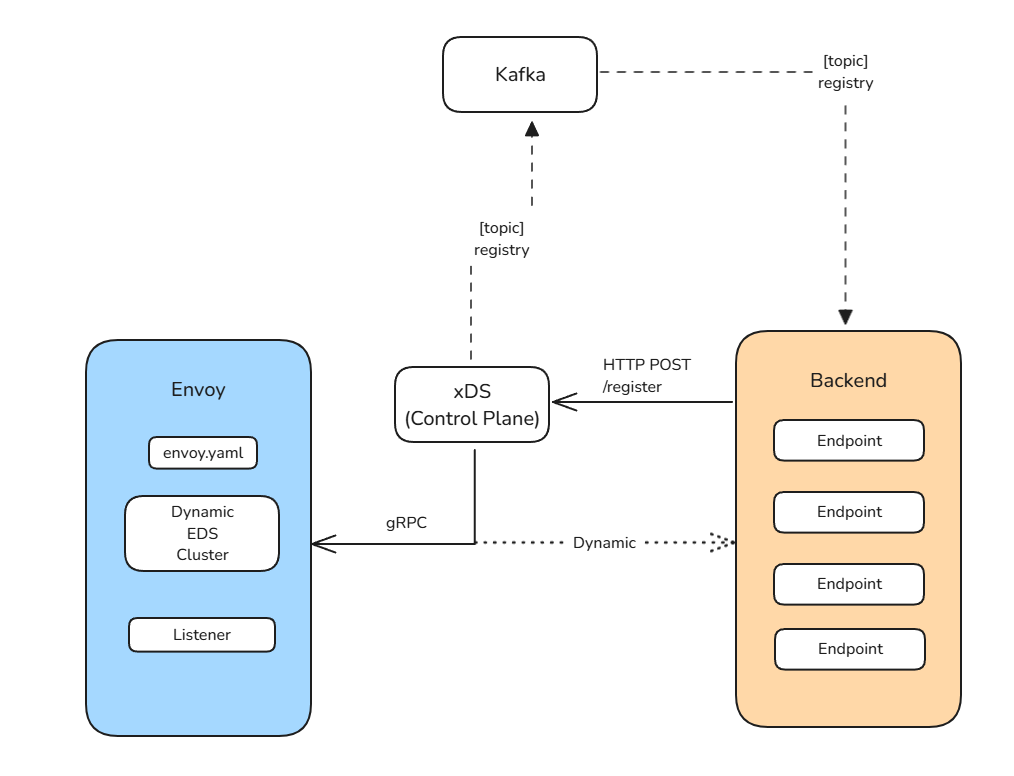 Kafka
[topic]
registry
[topic]
registry
Envoy
envoy.yaml
Dynamic
EDS
Cluster
Listener
xDS
(Control Plane)
HTTP POST
/register
gRPC
Dynamic
Backend
Endpoint
Endpoint
Endpoint
Endpoint